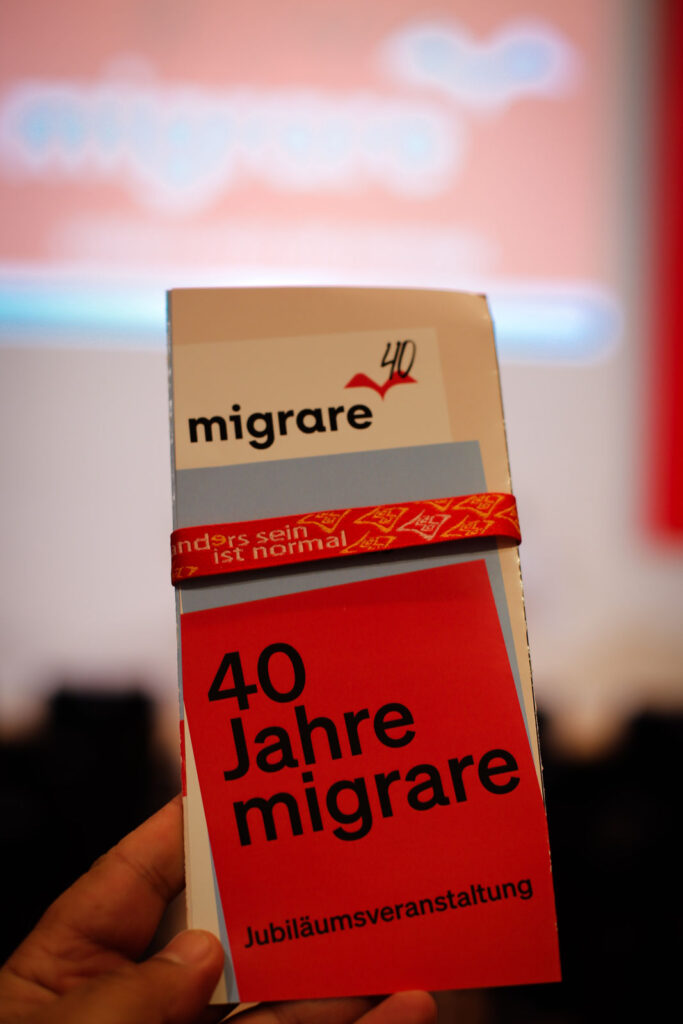 40
migrare
anders sein
ist normal
40
Jahre
migrare
Jubiläumsveranstaltung